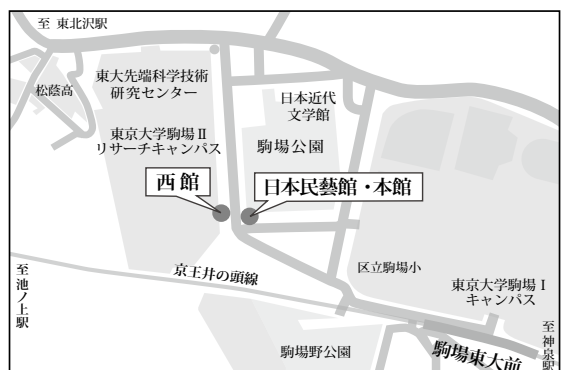 至 東北沢駅
松蔭高
東大先端科学技術
研究センター
日本近代
文学館
東京大学駒場Ⅱ
リサーチキャンパス
駒場公園
西館
日本民藝館・本館
至池ノ上駅
京王井の頭線
区立駒場小
東京大学駒場Ⅰ
キャンパス
至神泉駅
駒場野公園
駒場東大前